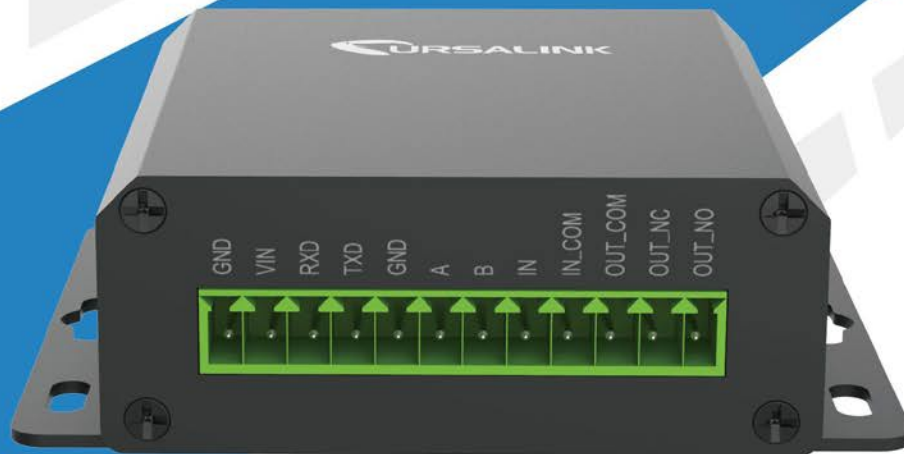 URSALINK
GND VIN RXD TXD GND A B IN IN_COM OUT_COM OUT_NC OUT_NO